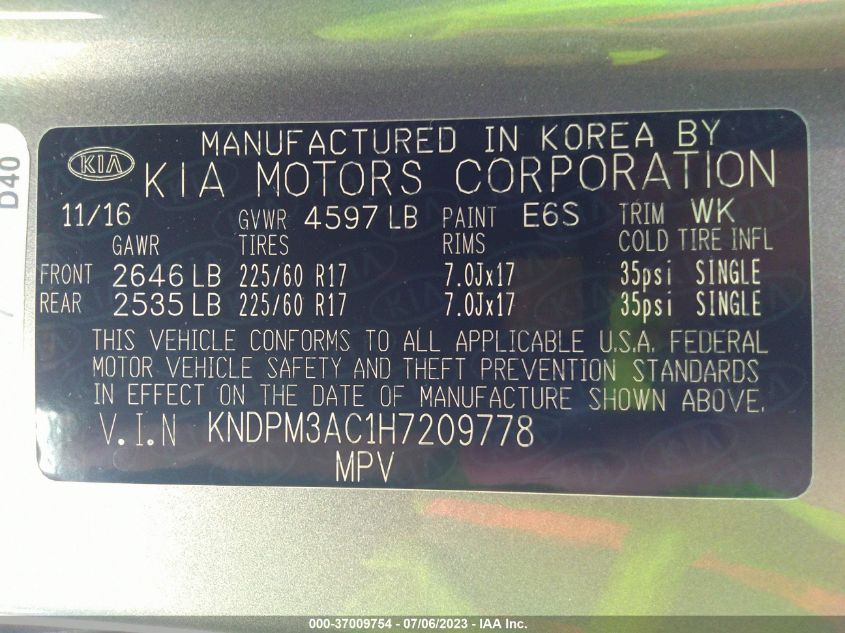 MANUFACTURED IN KOREA BY
KIA KIA MOTORS CORPORATION
11/16 GVWR 4597 LB PAINT E6S TRIM WK
GAWR TIRES RIMS COLD TIRE INFL
FRONT 2646 LB 225/60 R17 7.0Jx17 35psi SINGLE
REAR 2535 LB 225/60 R17 7.0Jx17 35psi SINGLE
THIS VEHICLE CONFORMS TO ALL APPLICABLE U.S.A. FEDERAL
MOTOR VEHICLE SAFETY AND THEFT PREVENTION STANDARDS
IN EFFECT ON THE DATE OF MANUFACTURE SHOWN ABOVE.
V.I.N KNDPM3AC1H7209778
MPV
D40
000-37009754 - 07/06/2023 - IAA Inc.